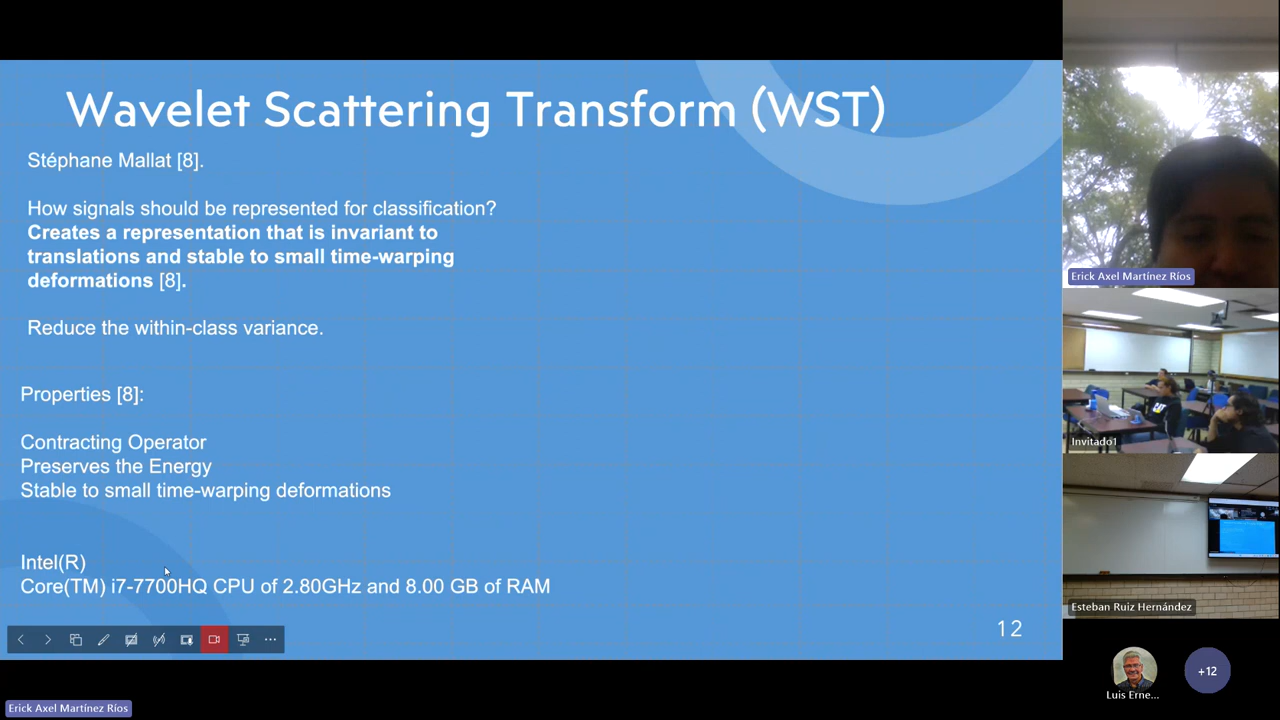 Wavelet Scattering Transform (WST)
Stéphane Mallat [8].
How signals should be represented for classification?
Creates a representation that is invariant to
translations and stable to small time-warping
deformations [8].
Reduce the within-class variance.
Properties [8]:
Contracting Operator
Preserves the Energy
Stable to small time-warping deformations
Intel(R)
Core(TM) i7-7700HQ CPU of 2.80GHz and 8.00 GB of RAM
12
Erick Axel Martínez Ríos
Erick Axel Martínez Ríos
Invitado1
Esteban Ruiz Hernández
Luis Erne...
+12